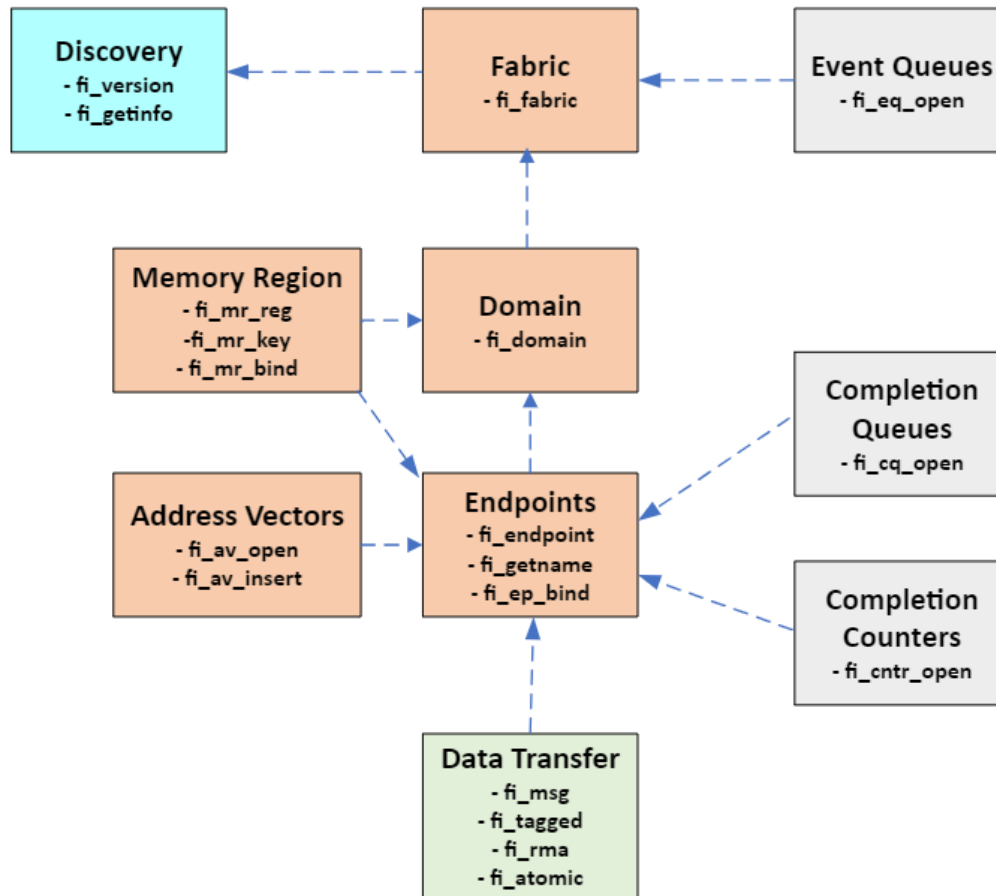 Discovery
- fi_version
- fi_getinfo
Fabric
- fi_fabric
Event Queues
- fi_eq_open
Memory Region
- fi_mr_reg
-fi_mr_key
- fi_mr_bind
Domain
- fi_domain
Completion
Queues
- fi_cq_open
Address Vectors
- fi_av_open
- fi_av_insert
Endpoints
- fi_endpoint
- fi_getname
- fi_ep_bind
Completion
Counters
- fi_cntr_open
Data Transfer
- fi_msg
- fi_tagged
- fi_rma
- fi_atomic